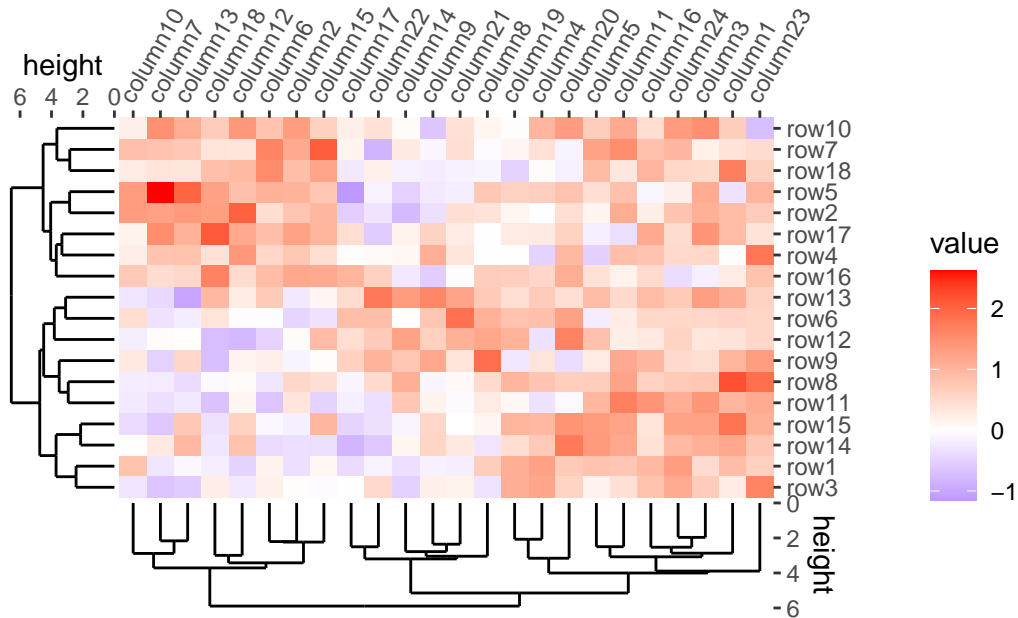 column10
column7
column13
column18
column12
column6
column2
column15
column17
column22
column14
column9
column21
column8
column19
column4
column20
column5
column11
column16
column24
column3
column1
column23
height
6 4 2 0
row10
row7
row18
row5
row2
row17
row4
row16
row13
row6
row12
row9
row8
row11
row15
row14
row1
row3
0
2
4
6
height
value
2
1
0
−1